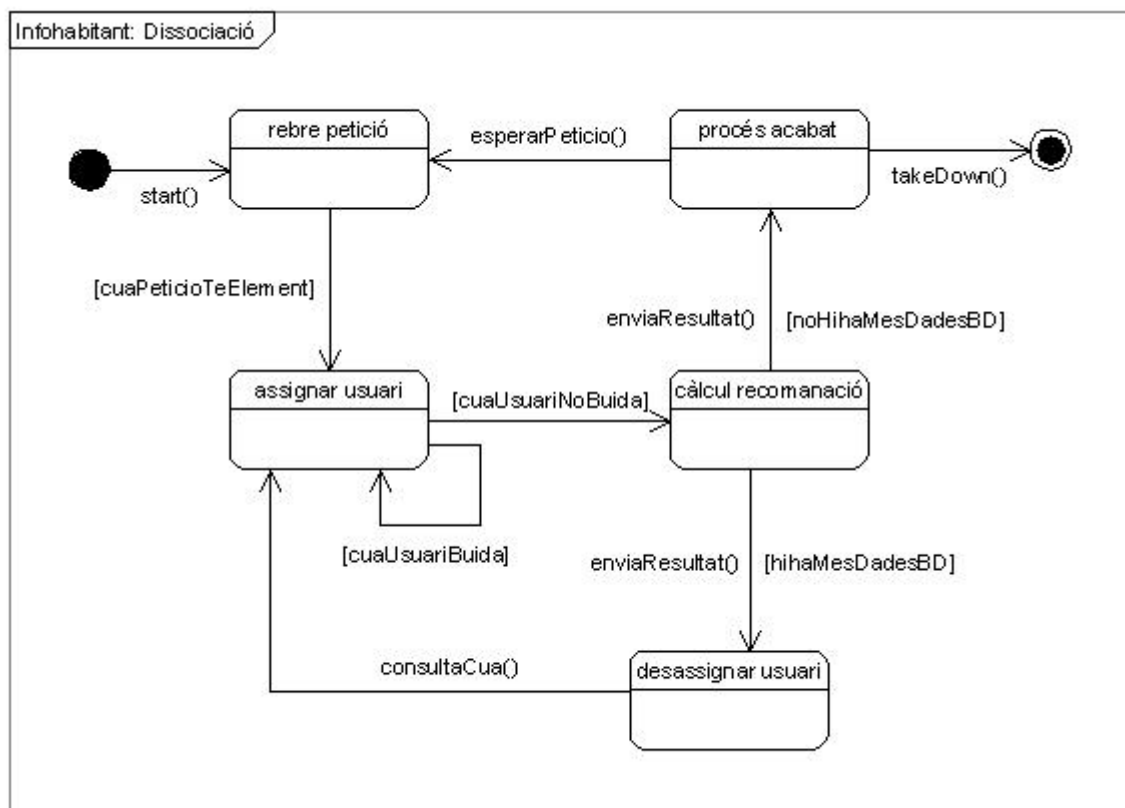 Infohabitant: Dissociació
rebre petició
esperarPeticio()
procés acabat
start()
takeDown()
[cuaPeticioTeElement]
enviaResultat()
[noHihaMesDadesBD]
assignar usuari
[cuaUsuariNoBuida]
càlcul recomanació
[cuaUsuariBuida]
enviaResultat()
[hihaMesDadesBD]
consultaCua()
desassignar usuari